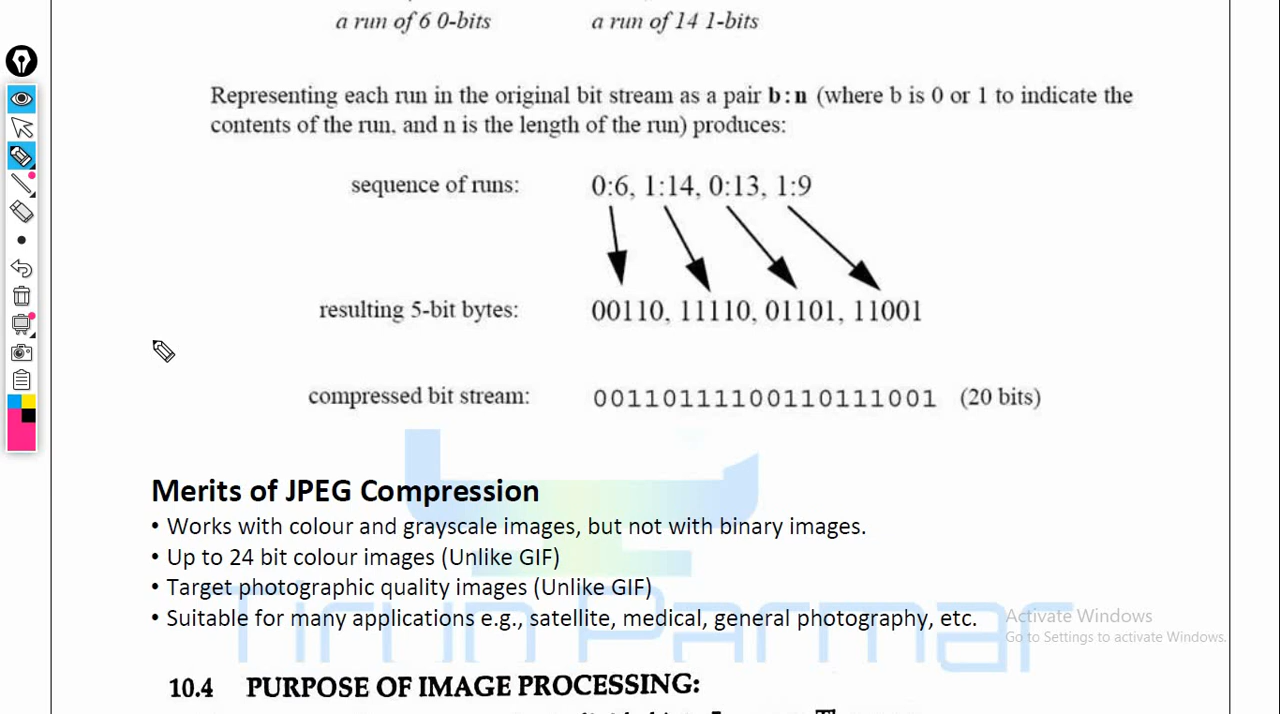 a run of 6 0-bits a run of 14 1-bits
Representing each run in the original bit stream as a pair b:n (where b is 0 or 1 to indicate the
contents of the run, and n is the length of the run) produces:
sequence of runs: 0:6, 1:14, 0:13, 1:9
resulting 5-bit bytes: 00110, 11110, 01101, 11001
compressed bit stream: 00110111100110111001 (20 bits)
Merits of JPEG Compression
• Works with colour and grayscale images, but not with binary images.
• Up to 24 bit colour images (Unlike GIF)
• Target photographic quality images (Unlike GIF)
• Suitable for many applications e.g., satellite, medical, general photography, etc.
Tirun Parmar
Activate Windows
Go to Settings to activate Windows.
10.4 PURPOSE OF IMAGE PROCESSING: